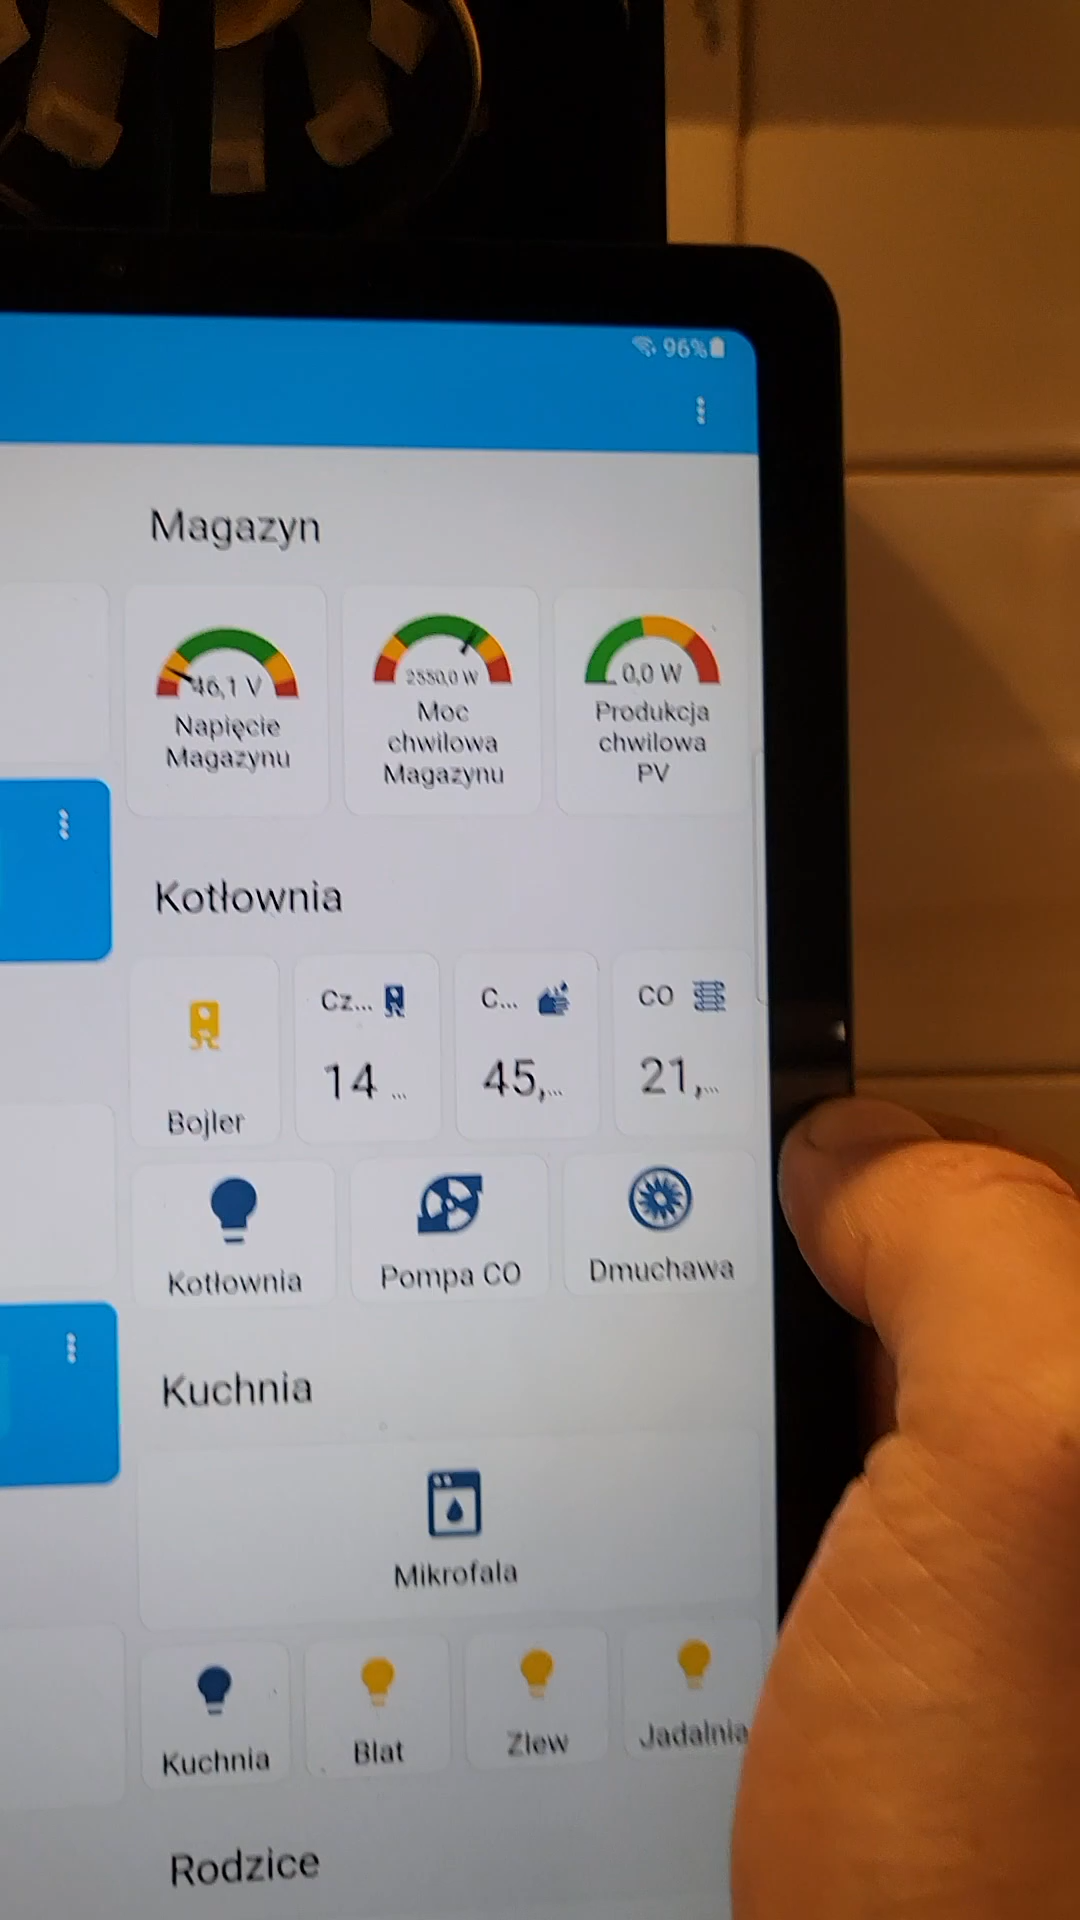 96%
Magazyn
46,1 V
Napięcie
Magazynu
2550,0 W
Moc
chwilowa
Magazynu
0,0 W
Produkcja
chwilowa
PV
Kotłownia
Bojler
Cz...
14 ...
C...
45,...
CO
21,...
Kotłownia
Pompa CO
Dmuchawa
Kuchnia
Mikrofala
Kuchnia
Blat
Zlew
Jadalnia
Rodzice